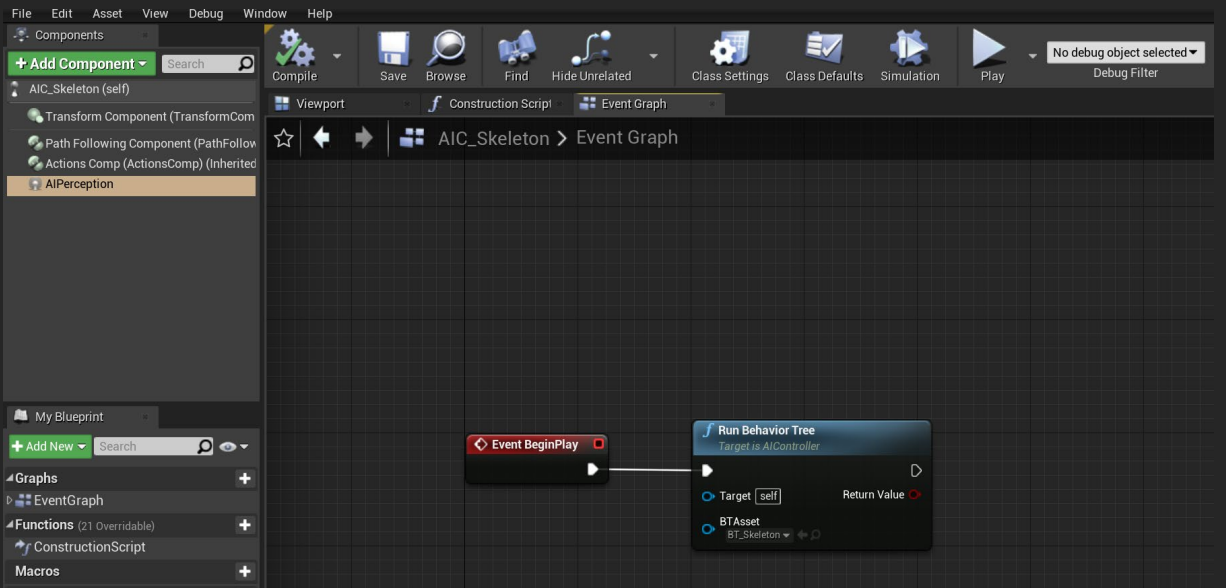 File Edit Asset View Debug Window Help
Components
+ Add Component
Search
AIC_Skeleton (self)
Transform Component (TransformCom
Path Following Component (PathFollow
Actions Comp (ActionsComp) (Inherited
AIPerception
Compile
Save
Browse
Find
Hide Unrelated
Class Settings
Class Defaults
Simulation
Play
No debug object selected
Debug Filter
Viewport
Construction Script
Event Graph
AIC_Skeleton > Event Graph
Event BeginPlay
Run Behavior Tree
Target is AIController
Target self
Return Value
BTAsset
BT_Skeleton
My Blueprint
+ Add New
Search
Graphs
EventGraph
Functions (21 Overridable)
ConstructionScript
Macros